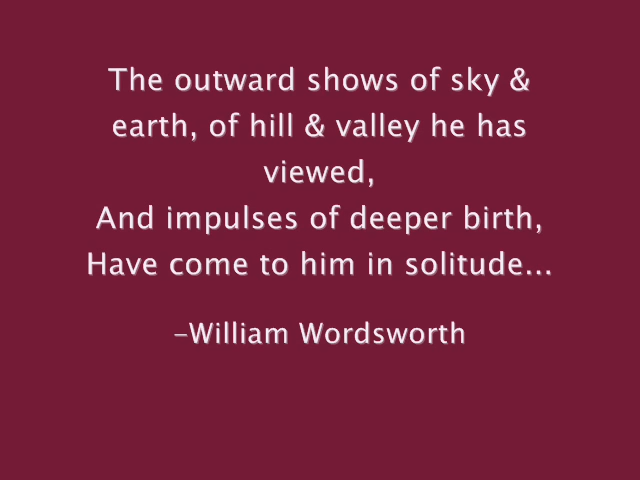 The outward shows of sky &
earth, of hill & valley he has
viewed,
And impulses of deeper birth,
Have come to him in solitude...
–William Wordsworth